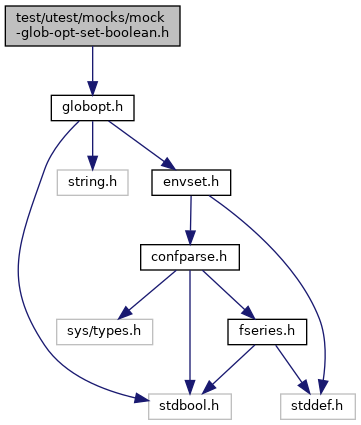 test/utest/mocks/mock
-glob-opt-set-boolean.h
globopt.h
string.h
envset.h
confparse.h
sys/types.h
fseries.h
stdbool.h
stddef.h